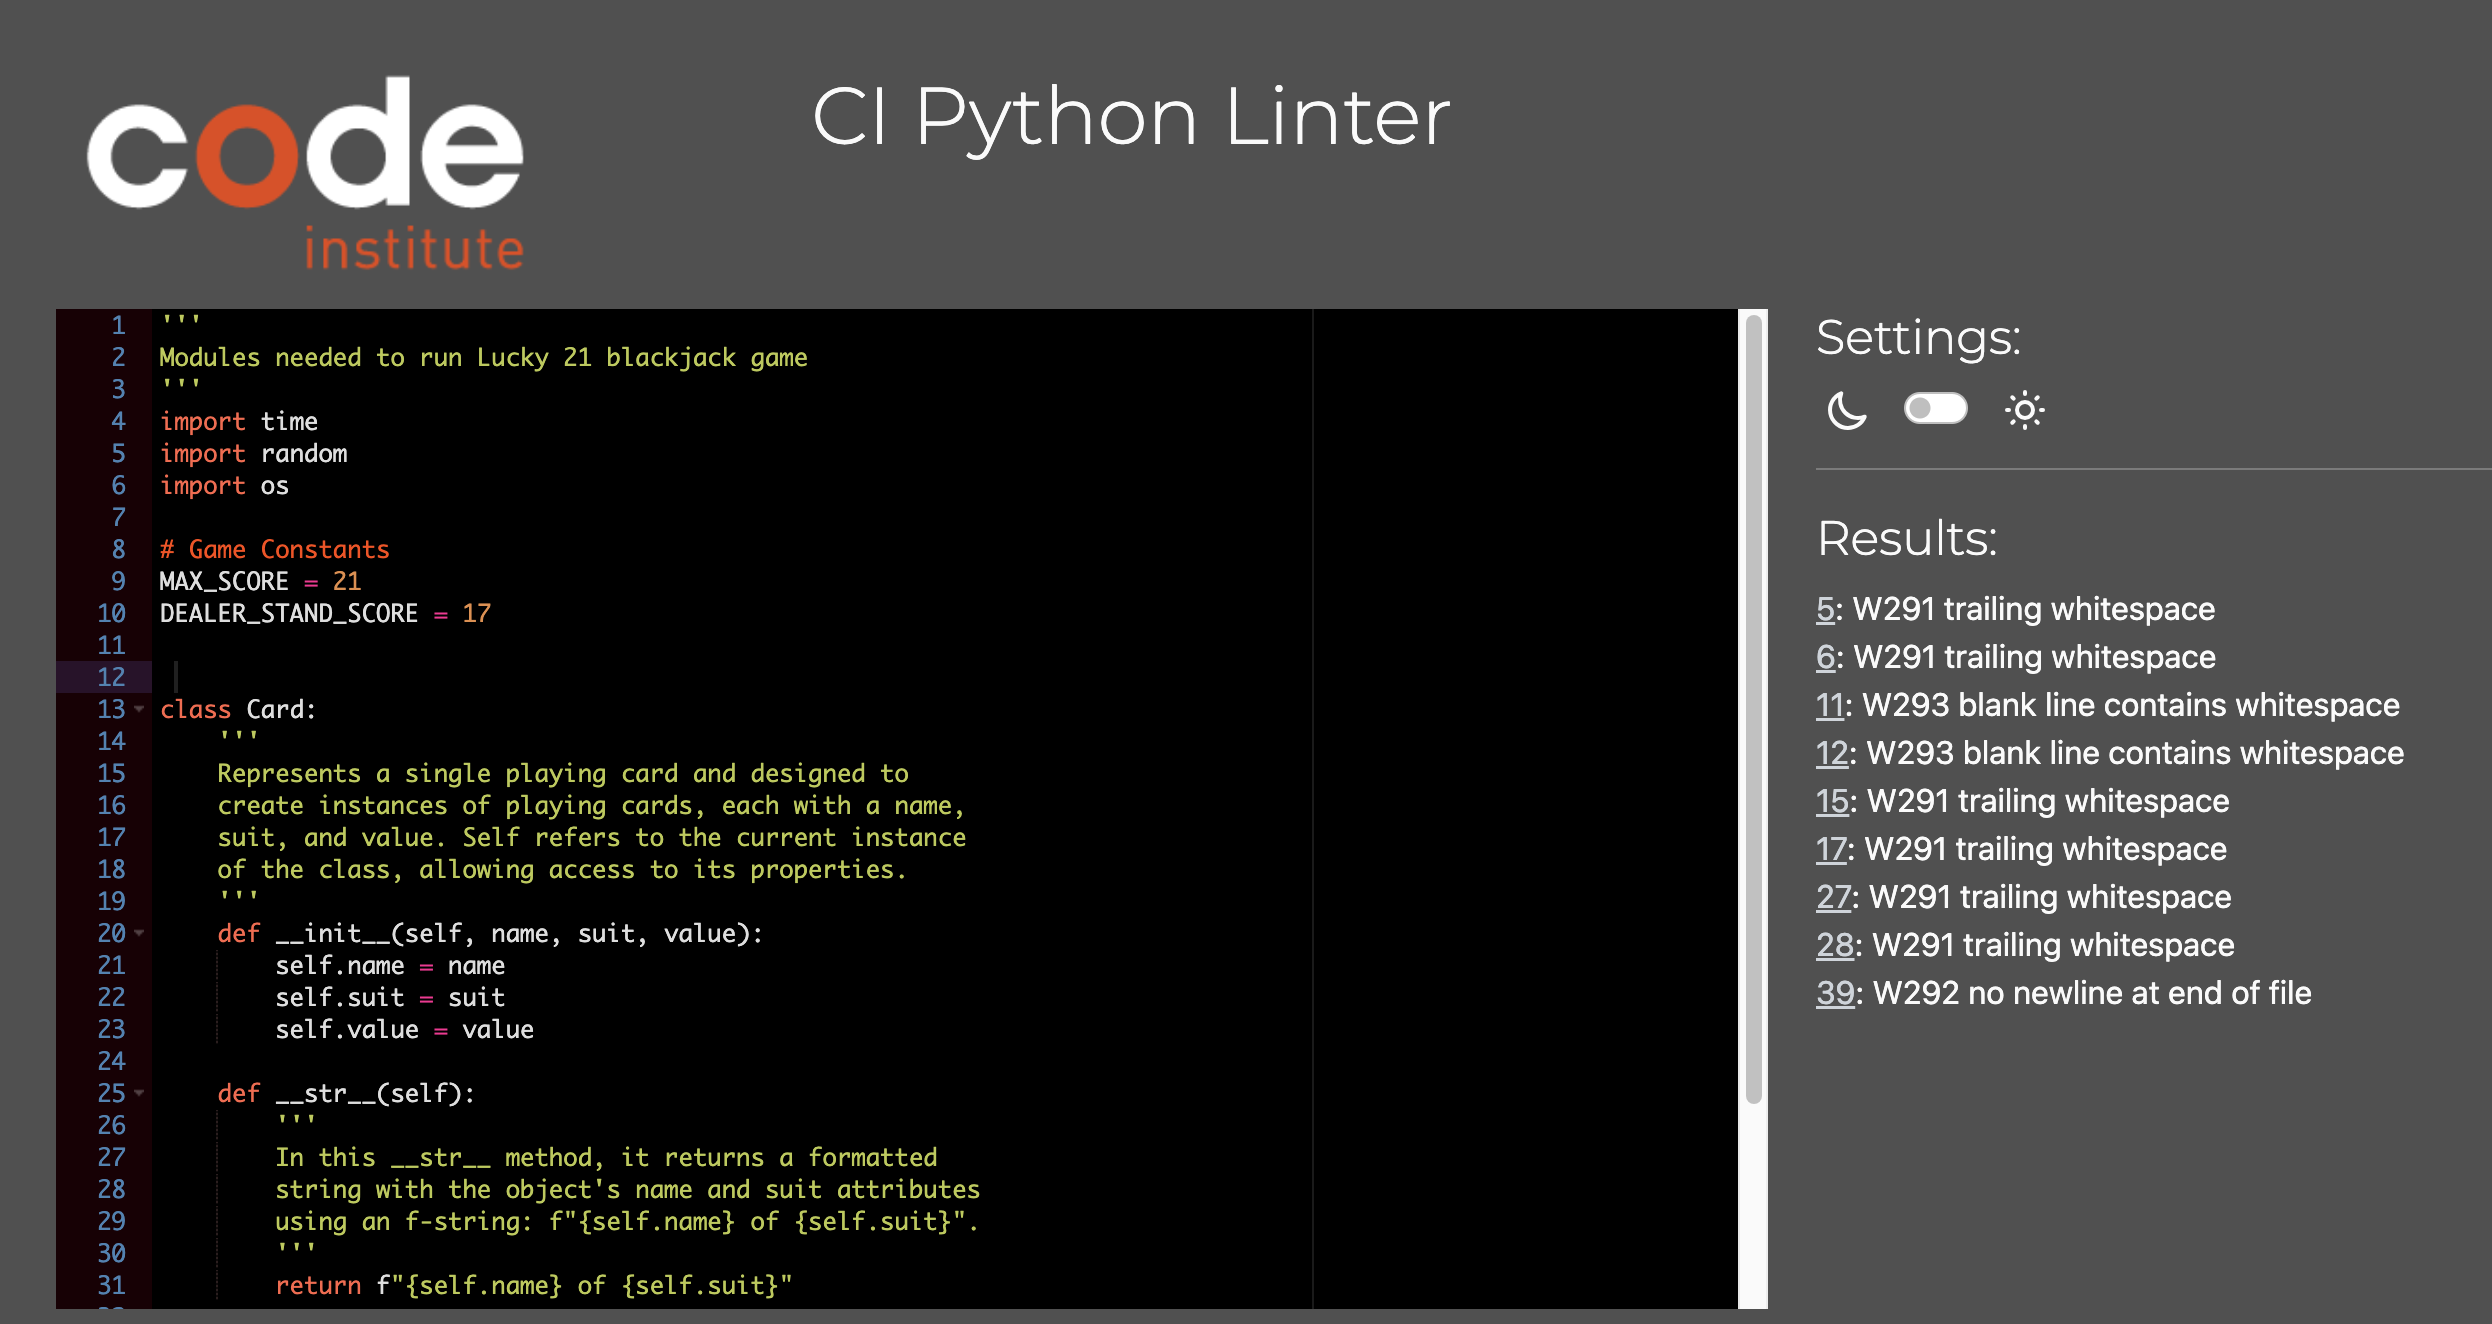 code
institute
CI Python Linter
1 '''
2 Modules needed to run Lucky 21 blackjack game
3 '''
4 import time
5 import random
6 import os
7
8 # Game Constants
9 MAX_SCORE = 21
10 DEALER_STAND_SCORE = 17
11
12
13 class Card:
14     '''
15     Represents a single playing card and designed to
16     create instances of playing cards, each with a name,
17     suit, and value. Self refers to the current instance
18     of the class, allowing access to its properties.
19     '''
20     def __init__(self, name, suit, value):
21         self.name = name
22         self.suit = suit
23         self.value = value
24
25     def __str__(self):
26         '''
27         In this __str__ method, it returns a formatted
28         string with the object's name and suit attributes
29         using an f-string: f"{self.name} of {self.suit}".
30         '''
31         return f"{self.name} of {self.suit}"
Settings:
Results:
5: W291 trailing whitespace
6: W291 trailing whitespace
11: W293 blank line contains whitespace
12: W293 blank line contains whitespace
15: W291 trailing whitespace
17: W291 trailing whitespace
27: W291 trailing whitespace
28: W291 trailing whitespace
39: W292 no newline at end of file